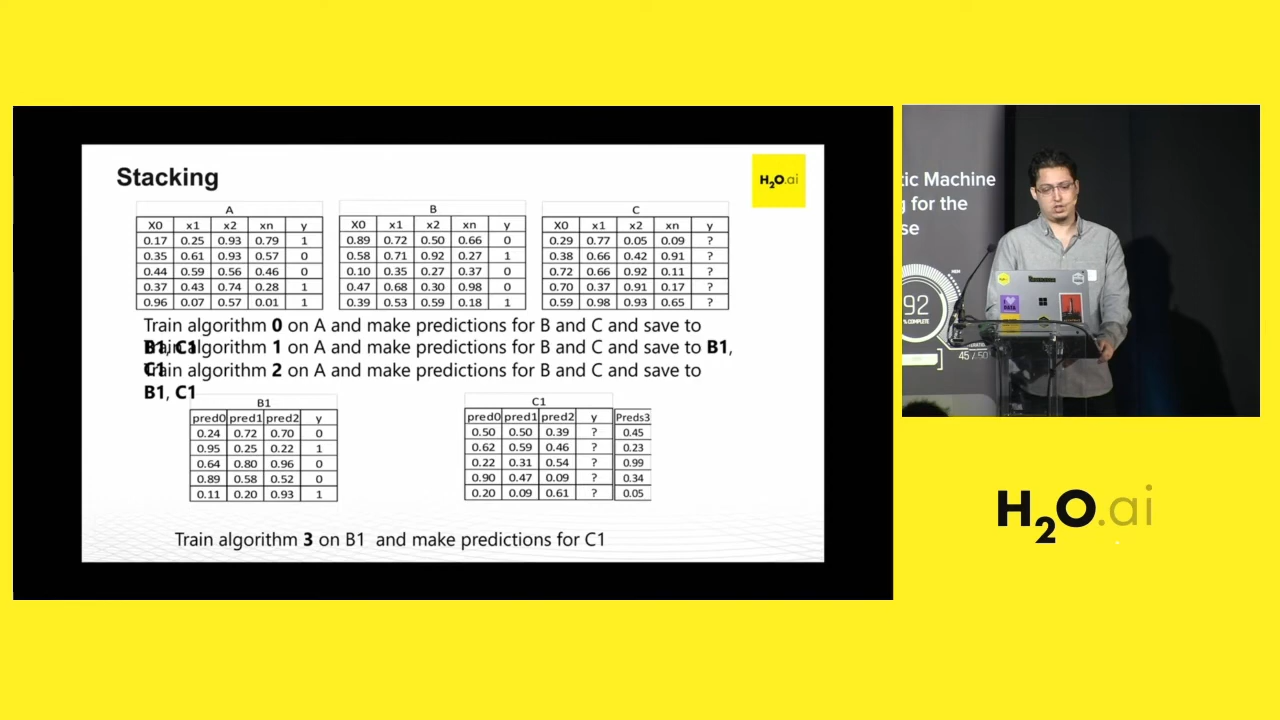 Stacking
H2O.ai
A
X0 x1 x2 xn y
0.17 0.25 0.93 0.79 1
0.35 0.61 0.93 0.57 0
0.44 0.59 0.56 0.46 0
0.37 0.43 0.74 0.28 1
0.96 0.07 0.57 0.01 1
B
X0 x1 x2 xn y
0.89 0.72 0.50 0.66 0
0.58 0.71 0.92 0.27 1
0.10 0.35 0.27 0.37 0
0.47 0.68 0.30 0.98 0
0.39 0.53 0.59 0.18 1
C
X0 x1 x2 xn y
0.29 0.77 0.05 0.09 ?
0.38 0.66 0.42 0.91 ?
0.72 0.66 0.92 0.11 ?
0.70 0.37 0.91 0.17 ?
0.59 0.98 0.93 0.65 ?
Train algorithm 0 on A and make predictions for B and C and save to
B1, C1
Train algorithm 1 on A and make predictions for B and C and save to B1,
C1
Train algorithm 2 on A and make predictions for B and C and save to
B1, C1
B1
pred0 pred1 pred2 y
0.24 0.72 0.70 0
0.95 0.25 0.22 1
0.64 0.80 0.96 0
0.89 0.58 0.52 0
0.11 0.20 0.93 1
C1
pred0 pred1 pred2 y Preds3
0.50 0.50 0.39 ? 0.45
0.62 0.59 0.46 ? 0.23
0.22 0.31 0.54 ? 0.99
0.90 0.47 0.09 ? 0.34
0.20 0.09 0.61 ? 0.05
Train algorithm 3 on B1 and make predictions for C1
tic Machine
g for the
se
92
% COMPLETE
45 / 50
H2O.ai